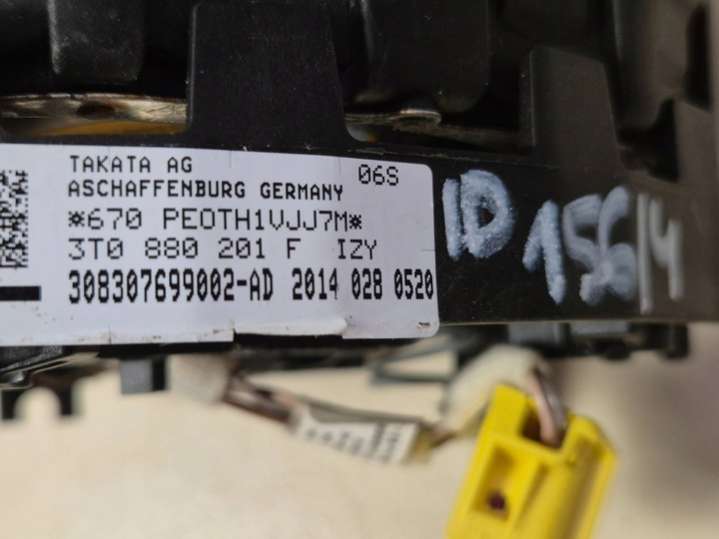 TAKATA AG 06S
ASCHAFFENBURG GERMANY
*670 PEOTH1VJJ7M*
3T0 880 201 F IZY
308307699002-AD 2014 028 0520
ID 156/4